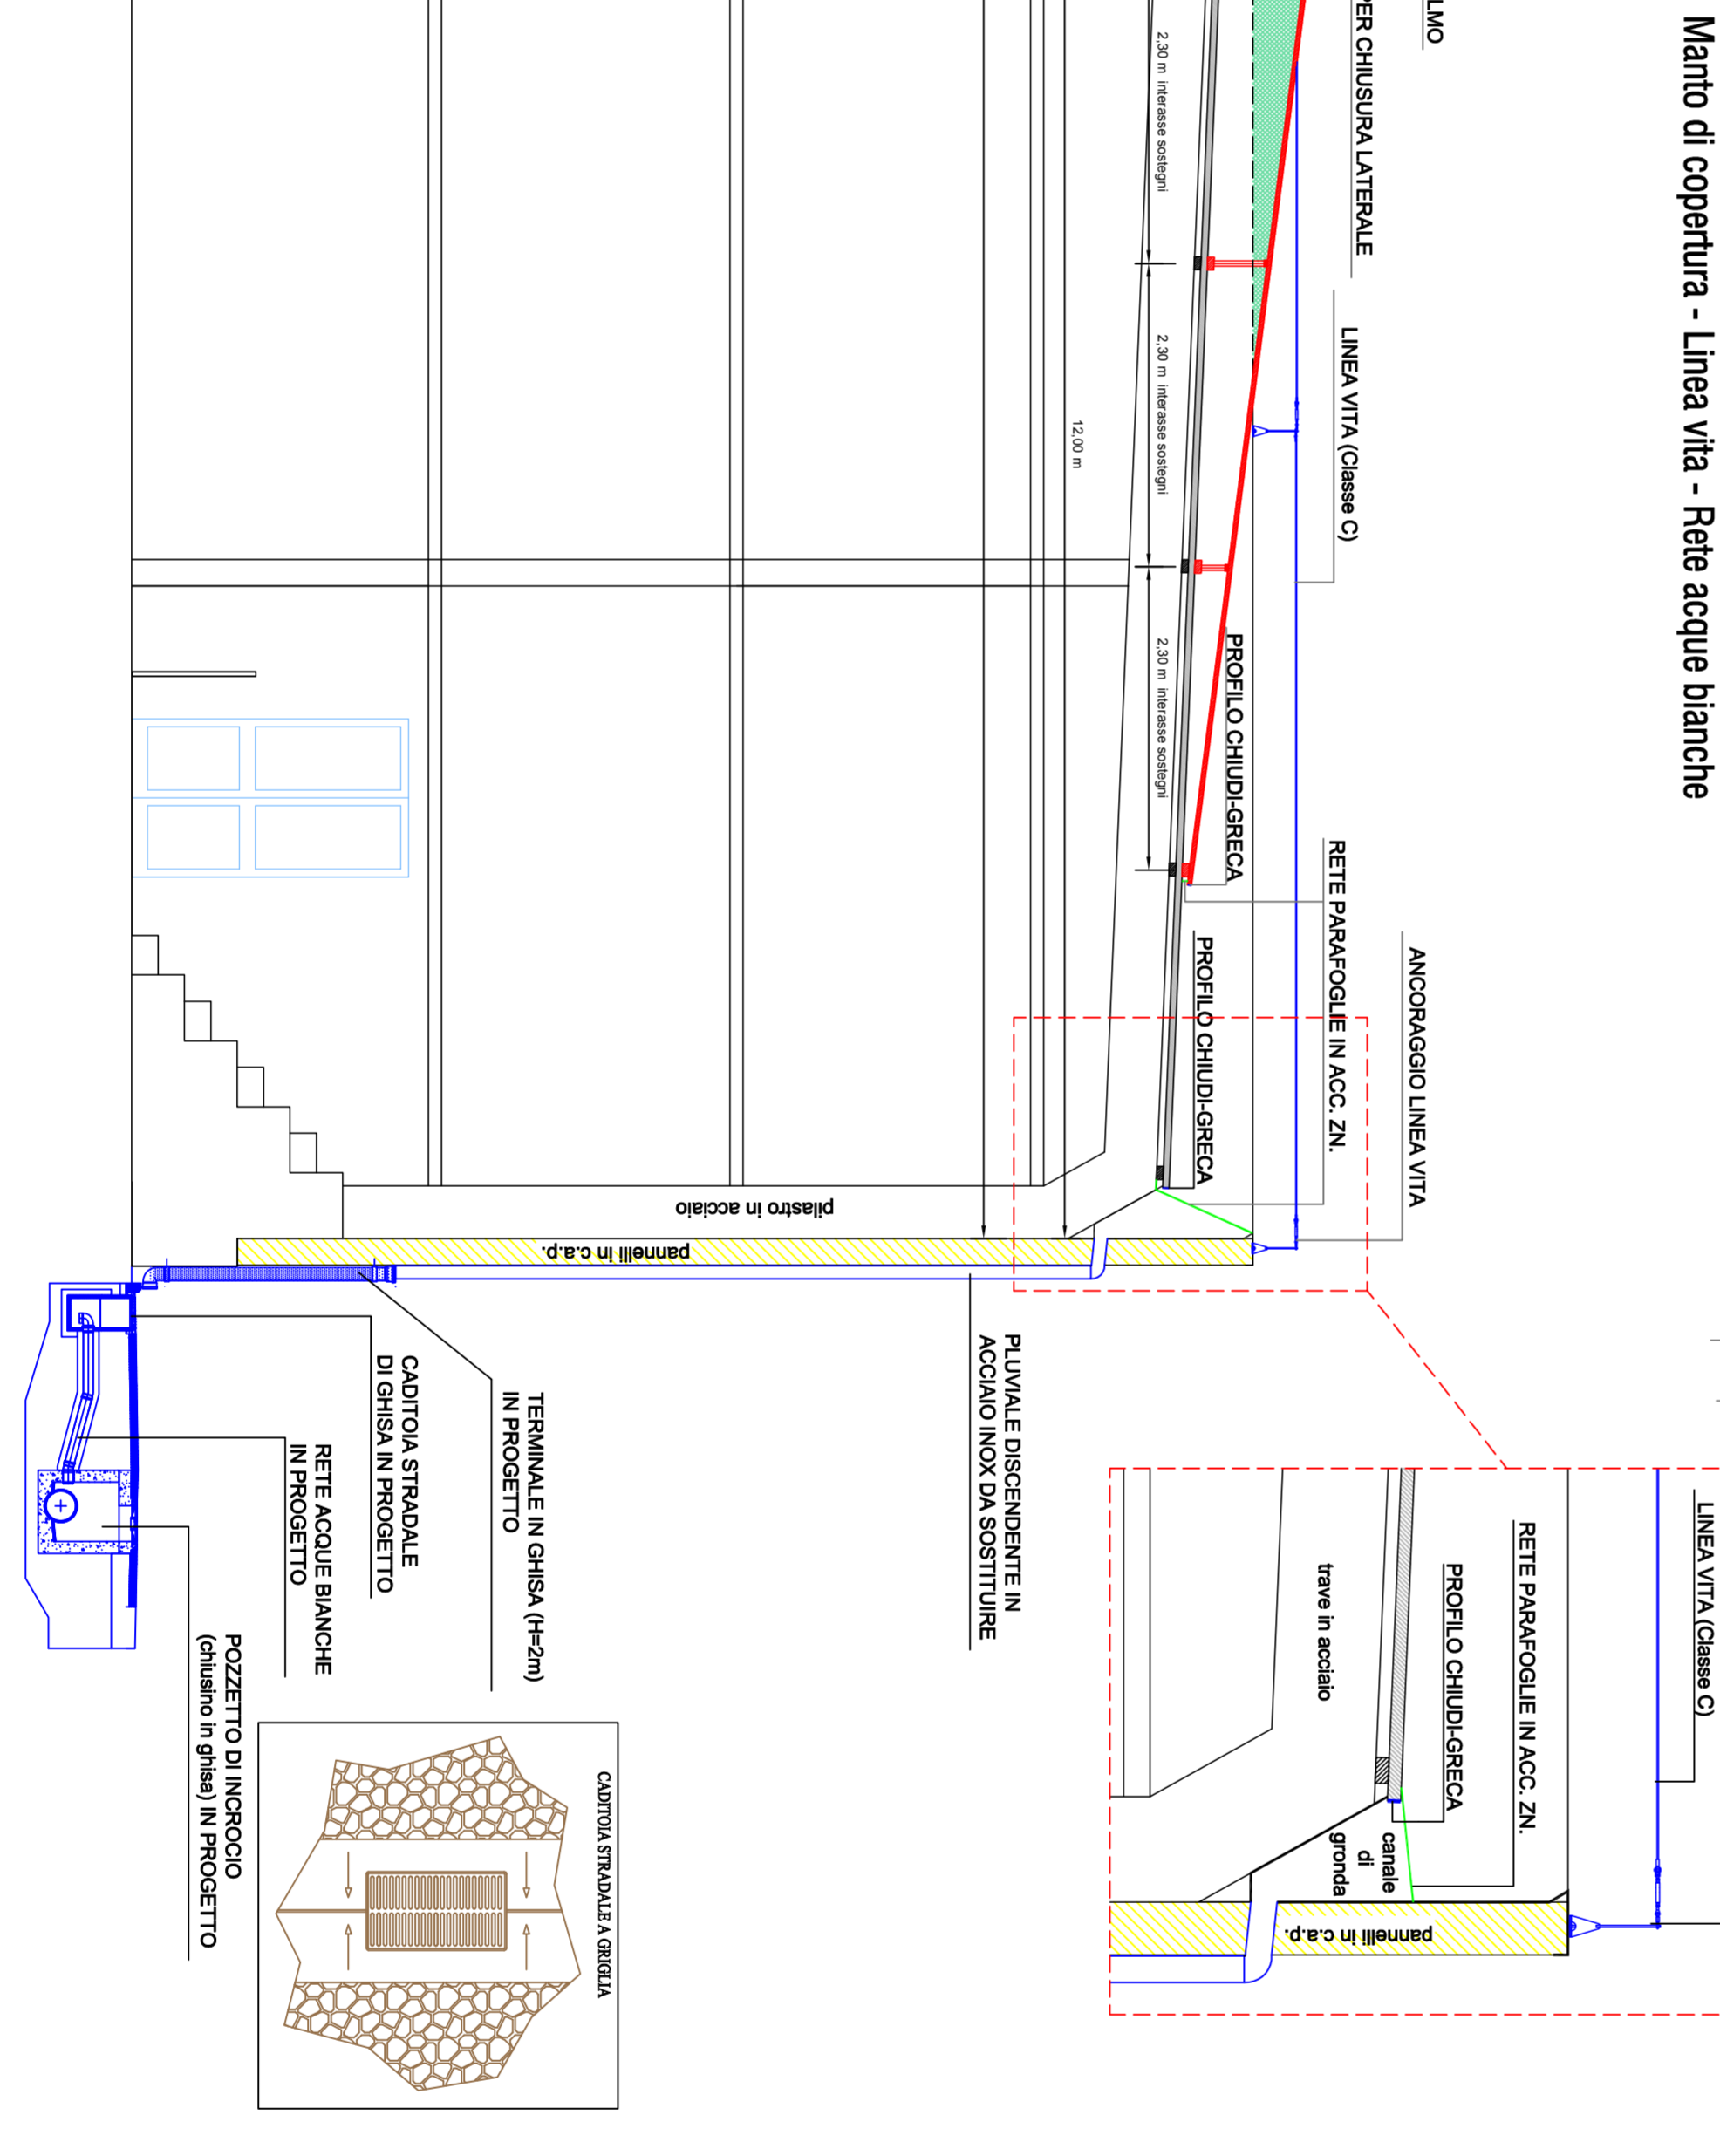 Manto di copertura - Linea vita - Rete acque bianche
LMO
PER CHIUSURA LATERALE
LINEA VITA (Classe C)
ANCORAGGIO LINEA VITA
RETE PARAFOGLIE IN ACC. ZN.
PROFILO CHIUDI-GRECA
PROFILO CHIUDI-GRECA
2,30 m interasse sostegni
2,30 m interasse sostegni
2,30 m interasse sostegni
12,00 m
pilastro in acciaio
pannelli in c.a.p.
PLUVIALE DISCENDENTE IN
ACCIAIO INOX DA SOSTITUIRE
TERMINALE IN GHISA (H=2m)
IN PROGETTO
CADITOIA STRADALE
DI GHISA IN PROGETTO
RETE ACQUE BIANCHE
IN PROGETTO
POZZETTO DI INCROCIO
(chiusino in ghisa) IN PROGETTO
LINEA VITA (Classe C)
RETE PARAFOGLIE IN ACC. ZN.
PROFILO CHIUDI-GRECA
trave in acciaio
canale
di
gronda
pannelli in c.a.p.
CADITOIA STRADALE A GRIGLIA